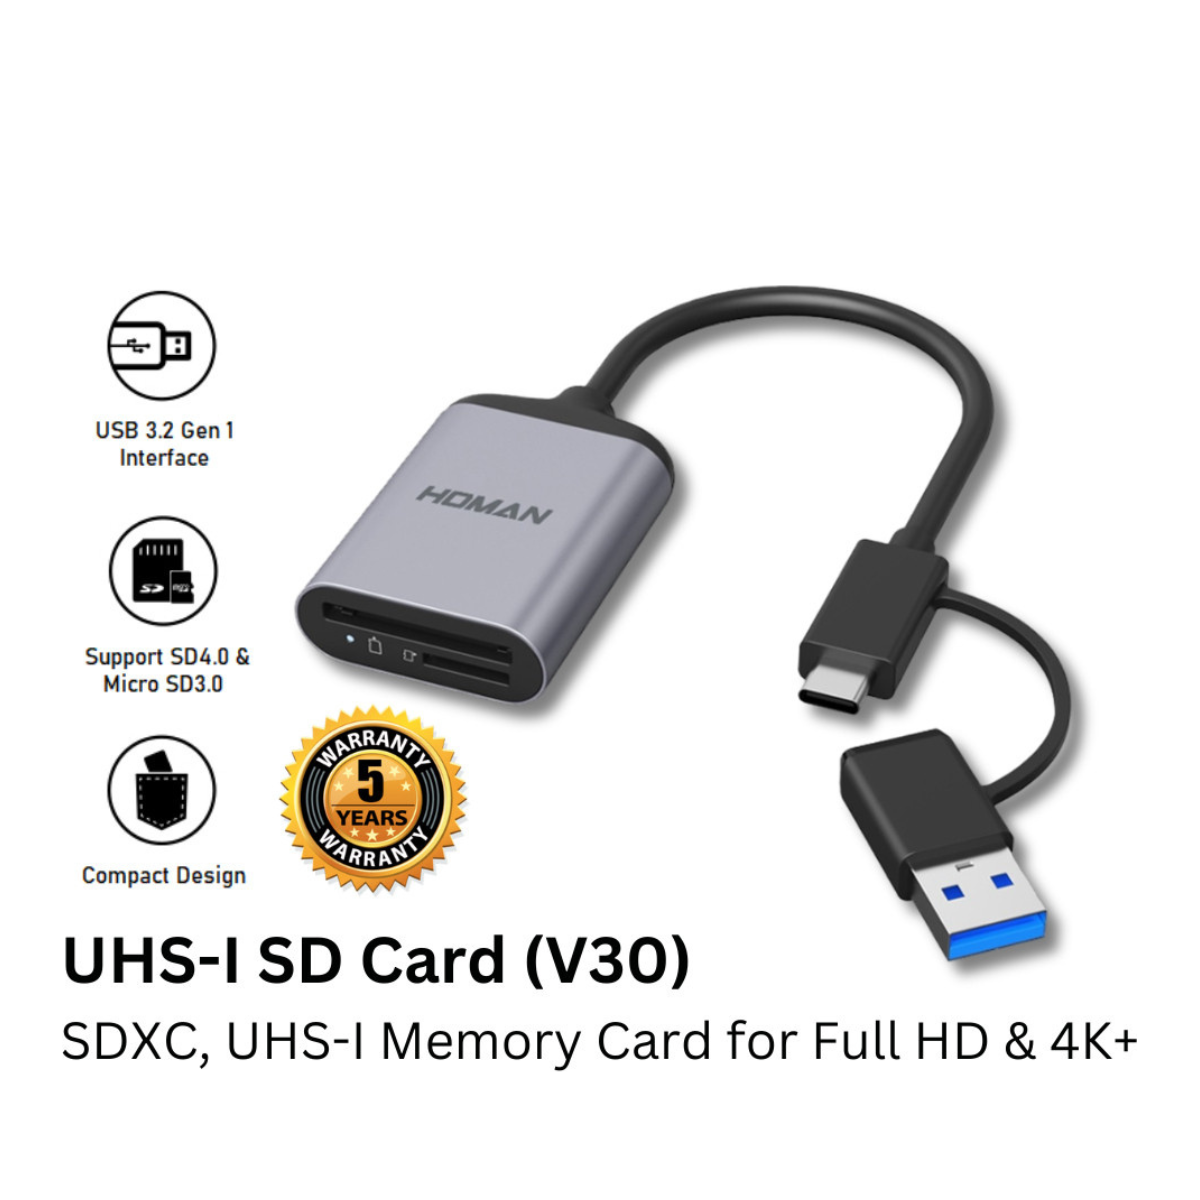 USB 3.2 Gen 1
Interface
HOMAN
SD
Support SD4.0 &
Micro SD3.0
WARRANTY
5
YEARS
WARRANTY
Compact Design
UHS-I SD Card (V30)
SDXC, UHS-I Memory Card for Full HD & 4K+